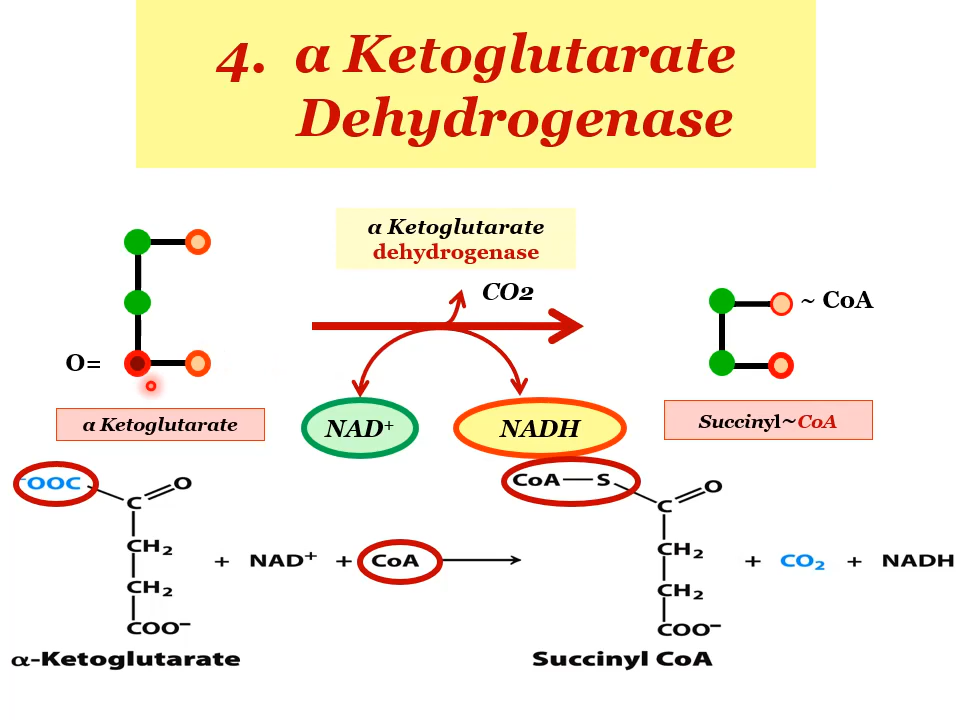 4. α Ketoglutarate
Dehydrogenase
α Ketoglutarate
dehydrogenase
CO2
~ CoA
O=
α Ketoglutarate
NAD⁺
NADH
Succinyl~CoA
⁻OOC
C
O
CH₂
CH₂
COO⁻
+ NAD⁺ + CoA
CoA—S
C
O
CH₂
CH₂
COO⁻
+ CO₂ + NADH
α-Ketoglutarate
Succinyl CoA